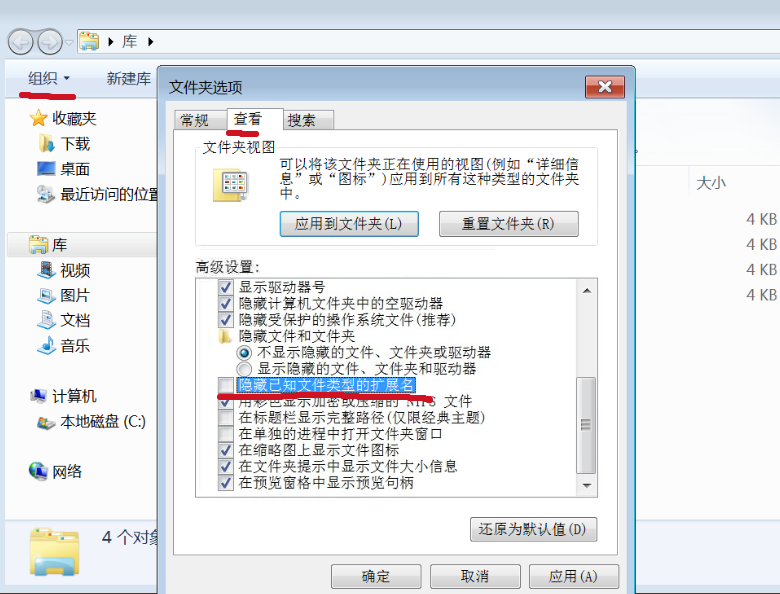 库
组织
新建库
文件夹选项
常规
查看
搜索
收藏夹
下载
桌面
最近访问的位置
库
视频
图片
文档
音乐
计算机
本地磁盘 (C:)
网络
4 个对象
文件夹视图
可以将该文件夹正在使用的视图(例如“详细信
息”或“图标”)应用到所有这种类型的文件夹
中。
应用到文件夹(L)
重置文件夹(R)
高级设置:
显示驱动器号
隐藏计算机文件夹中的空驱动器
隐藏受保护的操作系统文件(推荐)
隐藏文件和文件夹
不显示隐藏的文件、文件夹或驱动器
显示隐藏的文件、文件夹和驱动器
隐藏已知文件类型的扩展名
用彩色显示加密或压缩的 NTFS 文件
在标题栏显示完整路径(仅限经典主题)
在单独的进程中打开文件夹窗口
在缩略图上显示文件图标
在文件夹提示中显示文件大小信息
在预览窗格中显示预览句柄
还原为默认值(D)
确定
取消
应用(A)
大小
4 KB
4 KB
4 KB
4 KB